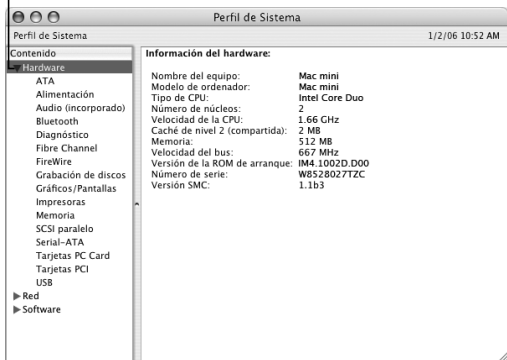 Perfil de Sistema
Perfil de Sistema 1/2/06 10:52 AM
Contenido
Hardware
ATA
Alimentación
Audio (incorporado)
Bluetooth
Diagnóstico
Fibre Channel
FireWire
Grabación de discos
Gráficos/Pantallas
Impresoras
Memoria
SCSI paralelo
Serial-ATA
Tarjetas PC Card
Tarjetas PCI
USB
Red
Software
Información del hardware:
Nombre del equipo: Mac mini
Modelo de ordenador: Mac mini
Tipo de CPU: Intel Core Duo
Número de núcleos: 2
Velocidad de la CPU: 1.66 GHz
Caché de nivel 2 (compartida): 2 MB
Memoria: 512 MB
Velocidad del bus: 667 MHz
Versión de la ROM de arranque: IM4.1002D.D00
Número de serie: W8528027TZC
Versión SMC: 1.1b3